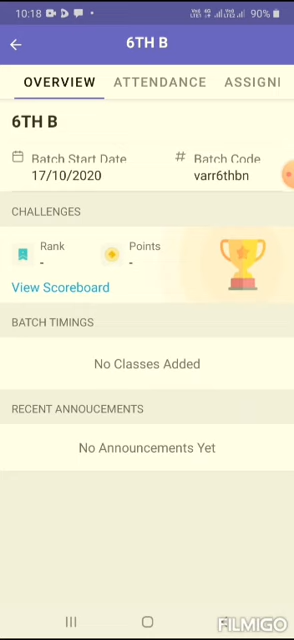 10:18
90%
6TH B
OVERVIEW ATTENDANCE ASSIGNI
6TH B
Batch Start Date # Batch Code
17/10/2020 varr6thbn
CHALLENGES
Rank Points
- -
View Scoreboard
BATCH TIMINGS
No Classes Added
RECENT ANNOUCEMENTS
No Announcements Yet
FILMIGO